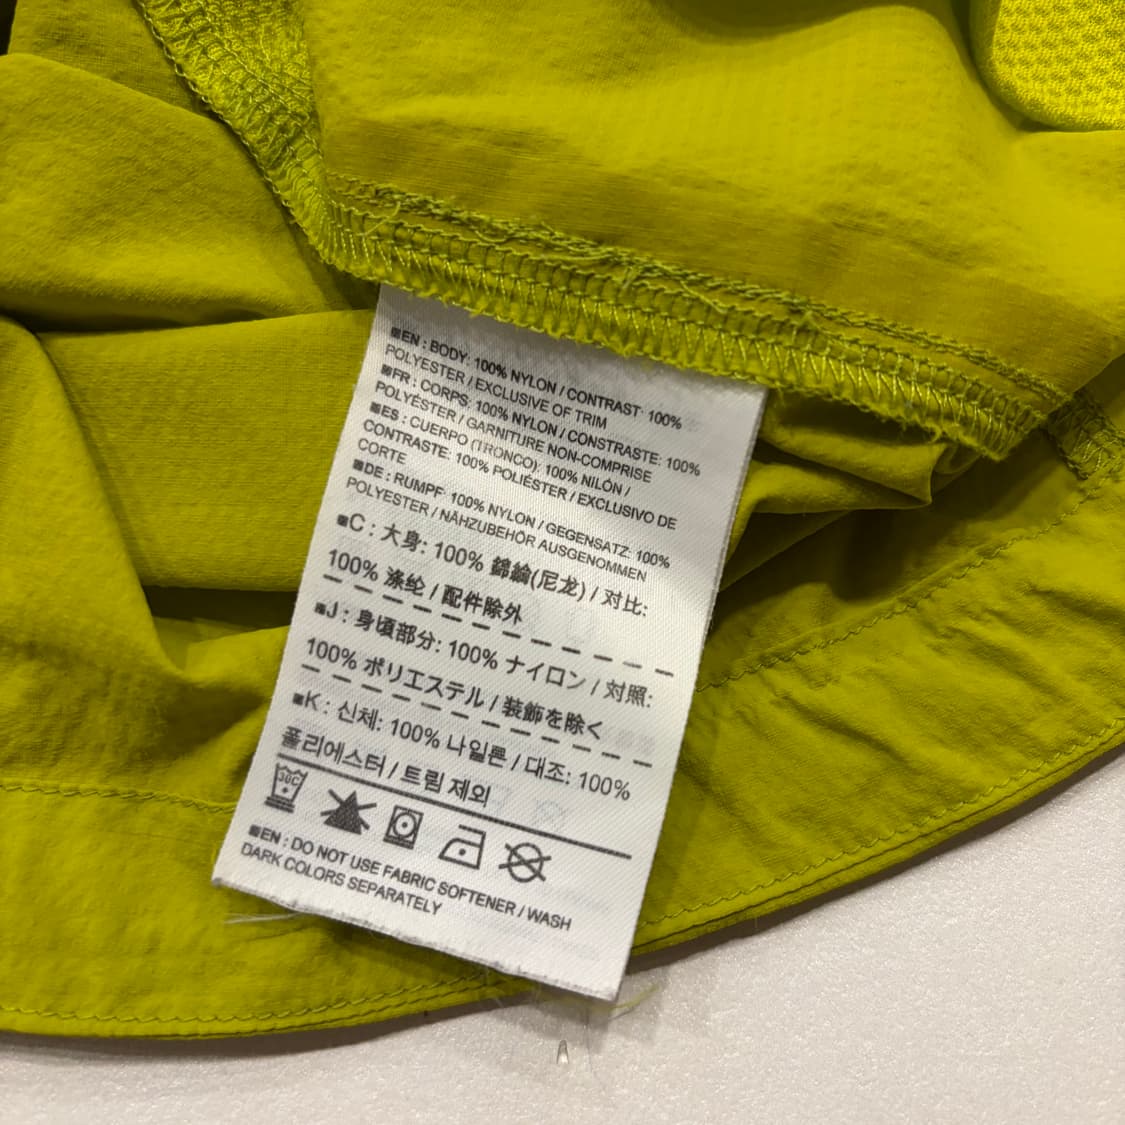 ■EN : BODY: 100% NYLON / CONTRAST: 100%
POLYESTER / EXCLUSIVE OF TRIM
■FR : CORPS: 100% NYLON / CONSTRASTE: 100%
POLYÉSTER / GARNITURE NON-COMPRISE
■ES : CUERPO (TRONCO): 100% NILÓN /
CONTRASTE: 100% POLIÉSTER / EXCLUSIVO DE
CORTE
■DE : RUMPF: 100% NYLON / GEGENSATZ: 100%
POLYESTER / NÄHZUBEHÖR AUSGENOMMEN
■C : 大身: 100% 錦綸(尼龙) / 对比:
100% 涤纶 / 配件除外
■J : 身頃部分: 100% ナイロン / 対照:
100% ポリエステル / 装飾を除く
■K : 신체: 100% 나일론 / 대조: 100%
폴리에스터 / 트림 제외
30C
■EN : DO NOT USE FABRIC SOFTENER / WASH
DARK COLORS SEPARATELY